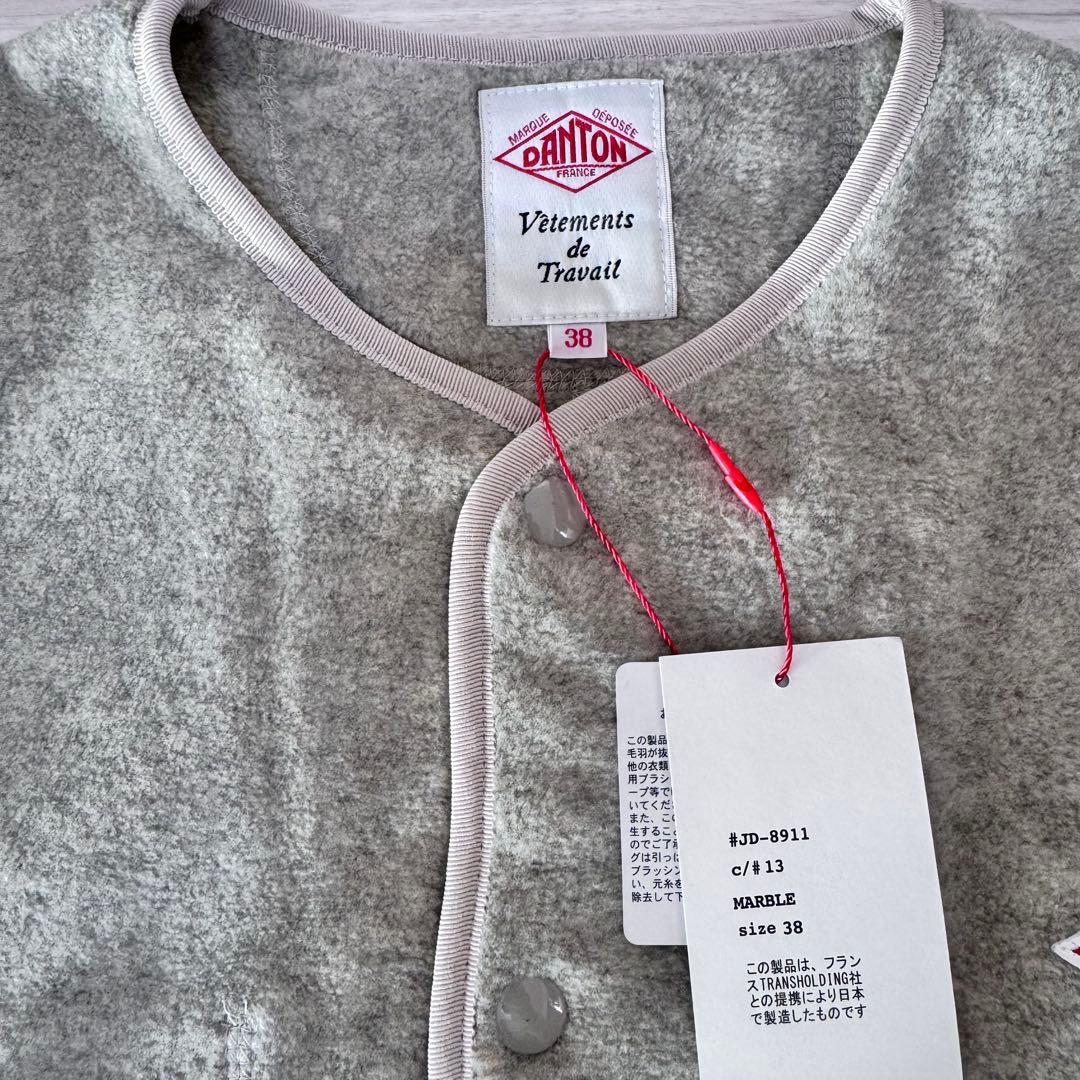 MARQUE DÉPOSÉE
DANTON
FRANCE
Vêtements
de
Travail
38
この製品
毛羽が抜
他の衣類
用ブラシ
ープ等で
いてくだ
また、この
生するこ
のでご了承
グは引っ
ブラッシン
い、元糸を
除去して下
#JD-8911
c/#13
MARBLE
size 38
この製品は、フラン
スTRANSHOLDING社
との提携により日本
で製造したものです